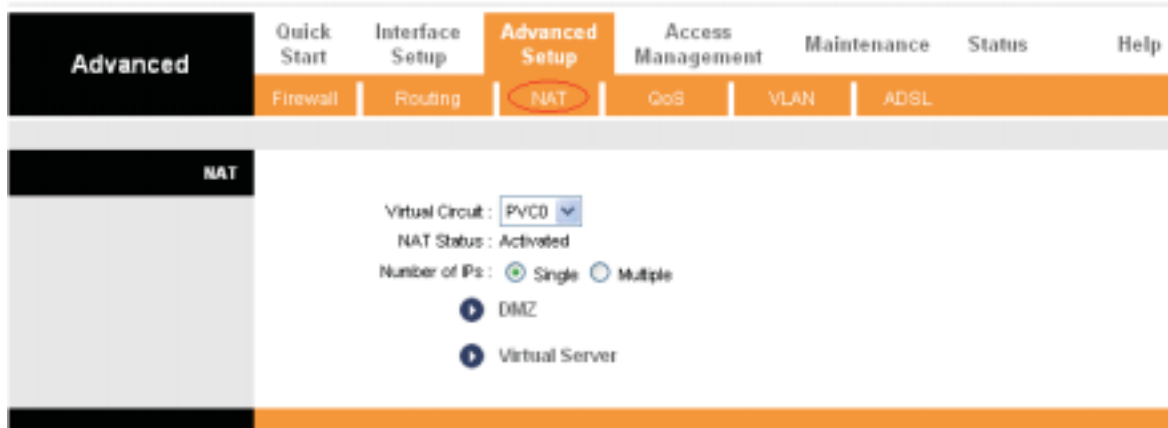 Advanced
Quick Start
Interface Setup
Advanced Setup
Access Management
Maintenance
Status
Help
Firewall
Routing
NAT
QoS
VLAN
ADSL
NAT
Virtual Circuit : PVC0
NAT Status : Activated
Number of IPs : Single Multiple
DMZ
Virtual Server